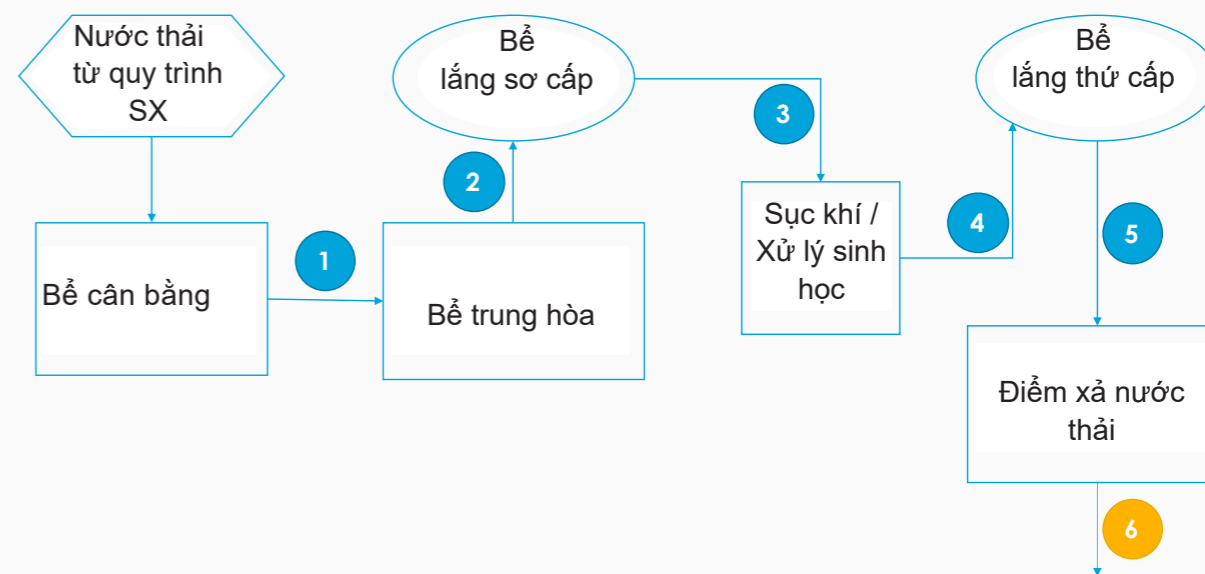 Nước thải
từ quy trình
SX
Bể
lắng sơ cấp
Bể
lắng thứ cấp
3
2
Sục khí /
Xử lý sinh
học
4
5
1
Bể cân bằng
Bể trung hòa
Điểm xả nước
thải
6